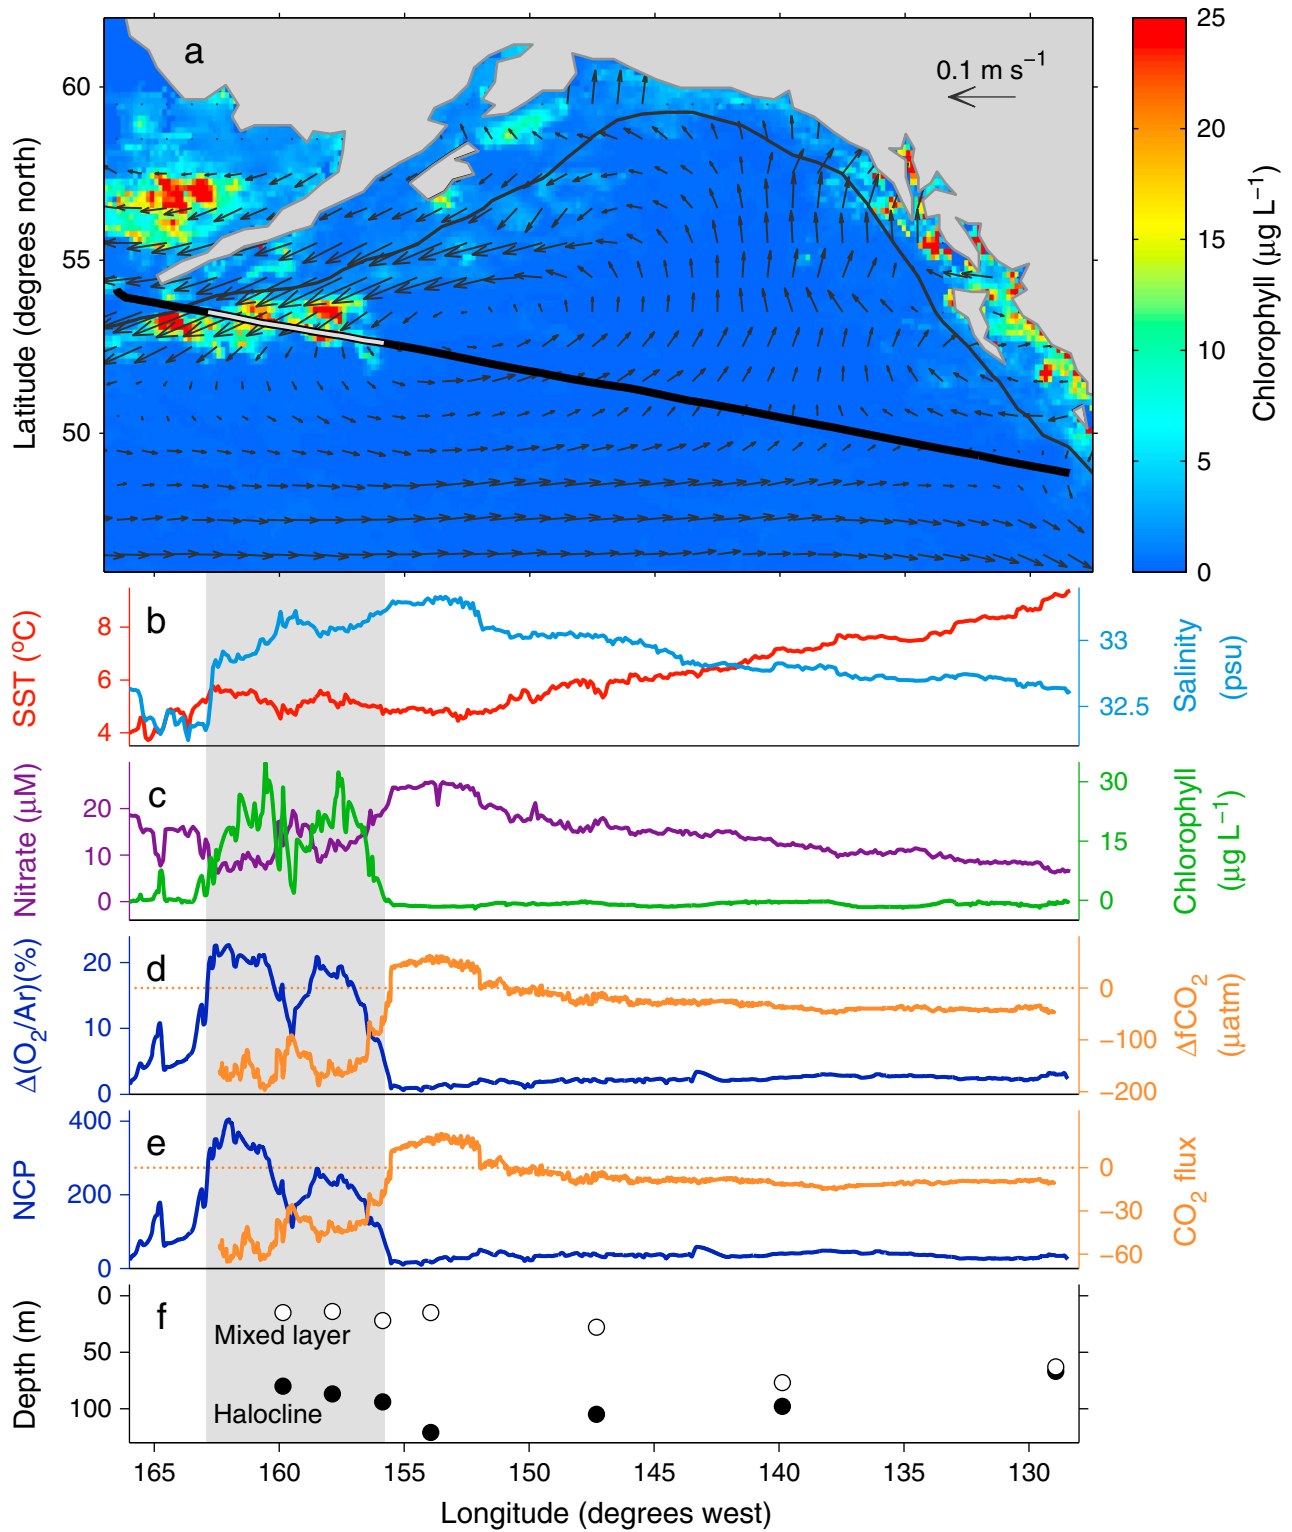 a
0.1 m s⁻¹
60
55
50
Latitude (degrees north)
25
20
15
10
5
0
Chlorophyll (μg L⁻¹)
b
8
6
4
SST (ºC)
33
32.5
Salinity
(psu)
c
20
10
0
Nitrate (μM)
30
15
0
Chlorophyll
(μg L⁻¹)
d
20
10
0
Δ(O₂/Ar)(%)
0
−100
−200
ΔfCO₂
(μatm)
e
400
200
0
NCP
0
−30
−60
CO₂ flux
f
0
50
100
Depth (m)
Mixed layer
Halocline
165 160 155 150 145 140 135 130
Longitude (degrees west)